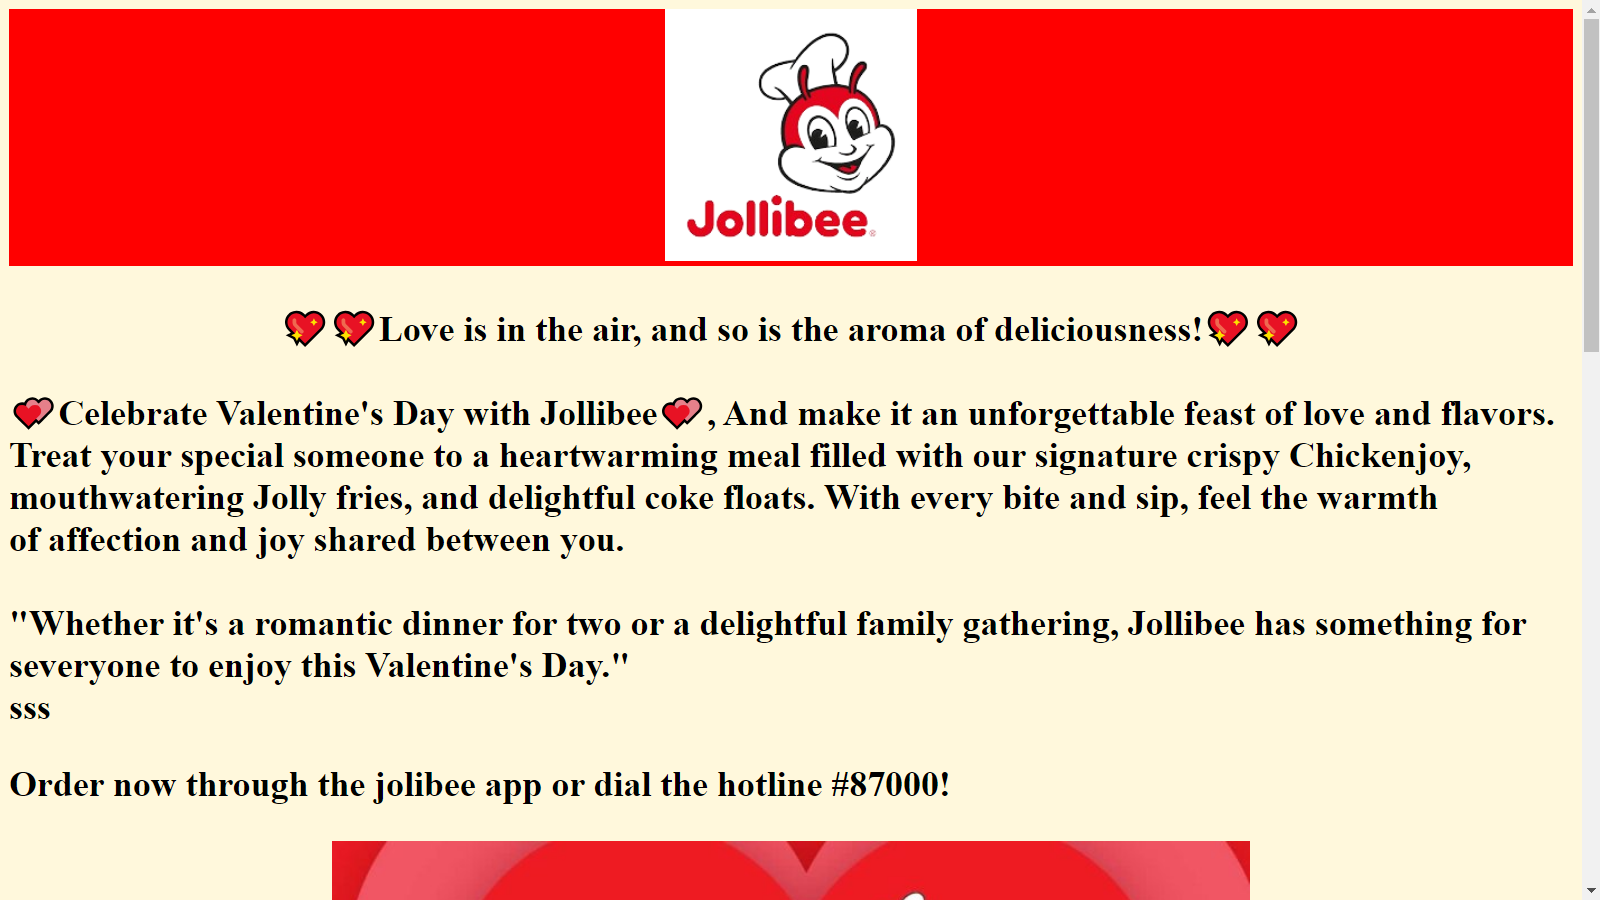 Jollibee®
💖💖Love is in the air, and so is the aroma of deliciousness!💖💖
💕Celebrate Valentine's Day with Jollibee💕, And make it an unforgettable feast of love and flavors.
Treat your special someone to a heartwarming meal filled with our signature crispy Chickenjoy,
mouthwatering Jolly fries, and delightful coke floats. With every bite and sip, feel the warmth
of affection and joy shared between you.
"Whether it's a romantic dinner for two or a delightful family gathering, Jollibee has something for
severyone to enjoy this Valentine's Day."
sss
Order now through the jolibee app or dial the hotline #87000!